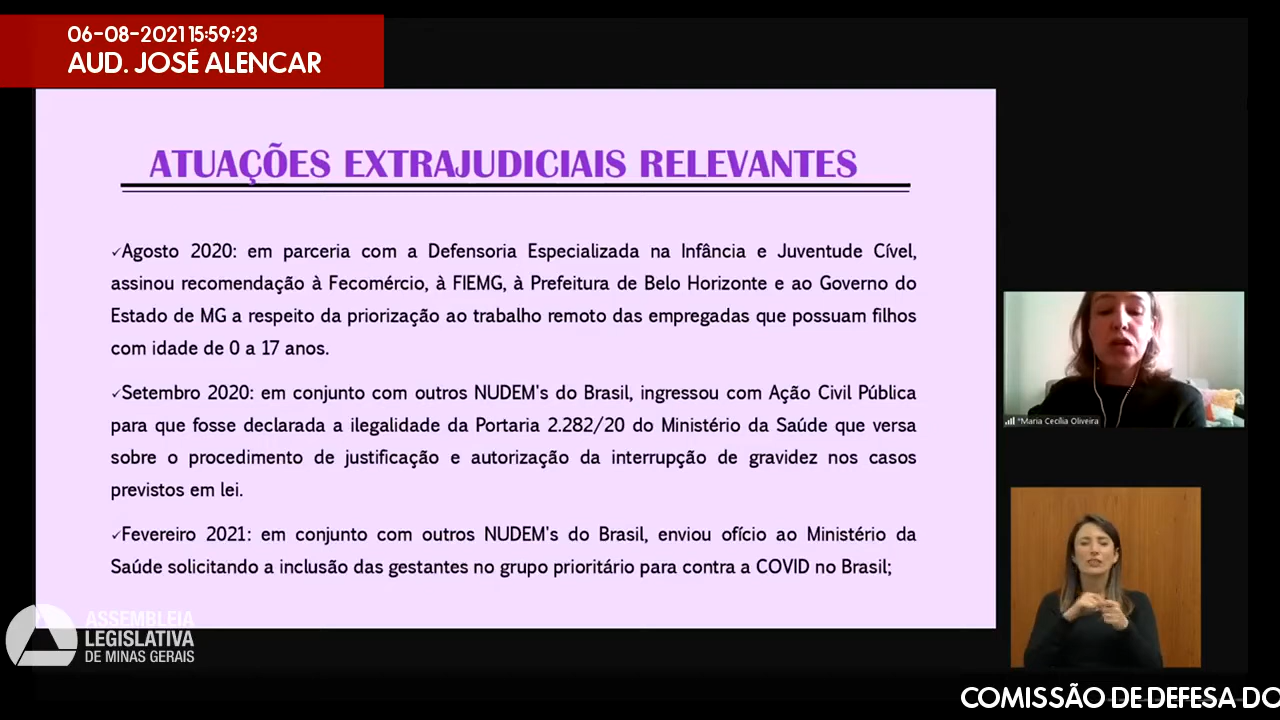 06-08-2021 15:59:23
AUD. JOSÉ ALENCAR
ATUAÇÕES EXTRAJUDICIAIS RELEVANTES
✓Agosto 2020: em parceria com a Defensoria Especializada na Infância e Juventude Cível,
assinou recomendação à Fecomércio, à FIEMG, à Prefeitura de Belo Horizonte e ao Governo do
Estado de MG a respeito da priorização ao trabalho remoto das empregadas que possuam filhos
com idade de 0 a 17 anos.
✓Setembro 2020: em conjunto com outros NUDEM's do Brasil, ingressou com Ação Civil Pública
para que fosse declarada a ilegalidade da Portaria 2.282/20 do Ministério da Saúde que versa
sobre o procedimento de justificação e autorização da interrupção de gravidez nos casos
previstos em lei.
✓Fevereiro 2021: em conjunto com outros NUDEM's do Brasil, enviou ofício ao Ministério da
Saúde solicitando a inclusão das gestantes no grupo prioritário para contra a COVID no Brasil;
*Maria Cecília Oliveira
ASSEMBLEIA
LEGISLATIVA
DE MINAS GERAIS
COMISSÃO DE DEFESA DO